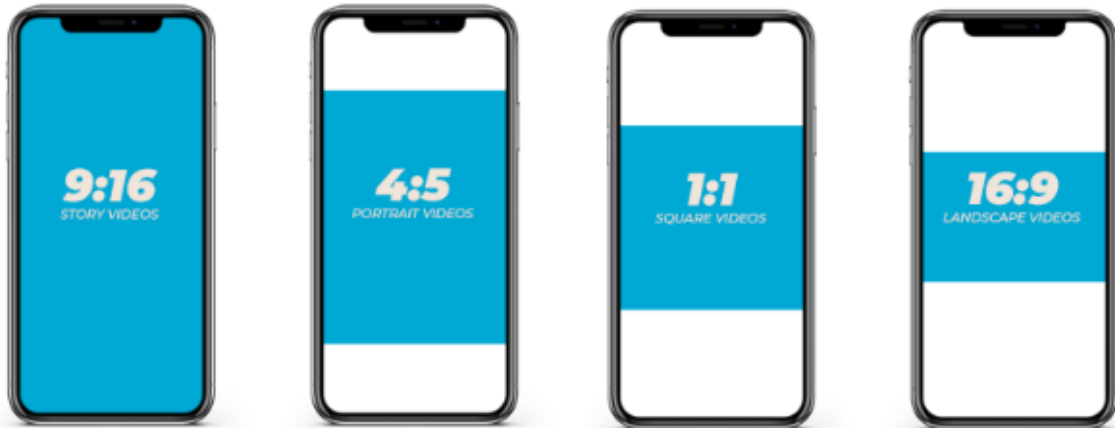 9:16
STORY VIDEOS
4:5
PORTRAIT VIDEOS
1:1
SQUARE VIDEOS
16:9
LANDSCAPE VIDEOS